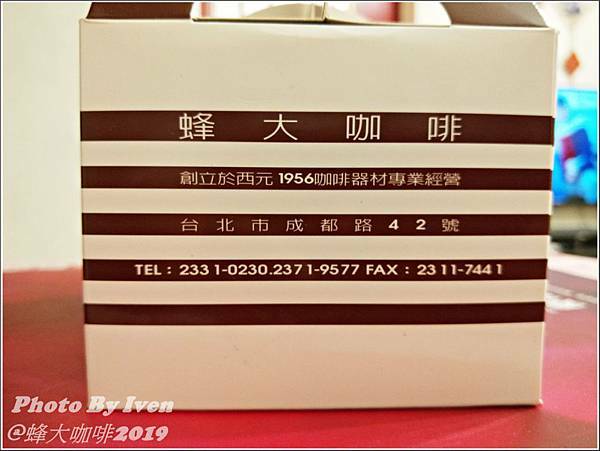 蜂大咖啡
創立於西元1956咖啡器材專業經營
台北市成都路42號
TEL：2331-0230.2371-9577 FAX：2311-7441
Photo By Iven
@蜂大咖啡2019